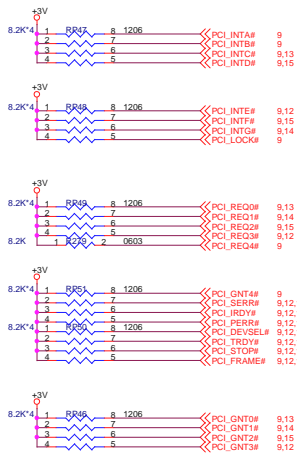 +3V
8.2K*4 1 RP47 8 1206 PCI_INTA# 9
2 7 PCI_INTB# 9
3 6 PCI_INTC# 9,13
4 5 PCI_INTD# 9,15
+3V
8.2K*4 1 RP48 8 1206 PCI_INTE# 9,12
2 7 PCI_INTF# 9,15
3 6 PCI_INTG# 9,14
4 5 PCI_LOCK# 9
+3V
8.2K*4 1 RP49 8 1206 PCI_REQ0# 9,13
2 7 PCI_REQ1# 9,14
3 6 PCI_REQ2# 9,15
4 5 PCI_REQ3# 9,12
8.2K 1 R279 2 0603 PCI_REQ4# 9
+3V
8.2K*4 1 RP51 8 1206 PCI_GNT4# 9
2 7 PCI_SERR# 9,12,
3 6 PCI_IRDY# 9,12,
4 5 PCI_PERR# 9,12,
8.2K*4 1 RP50 8 1206 PCI_DEVSEL# 9,12,
2 7 PCI_TRDY# 9,12,
3 6 PCI_STOP# 9,12,
4 5 PCI_FRAME# 9,12,
+3V
8.2K*4 1 RP46 8 1206 PCI_GNT0# 9,13
2 7 PCI_GNT1# 9,14
3 6 PCI_GNT2# 9,15
4 5 PCI_GNT3# 9,12